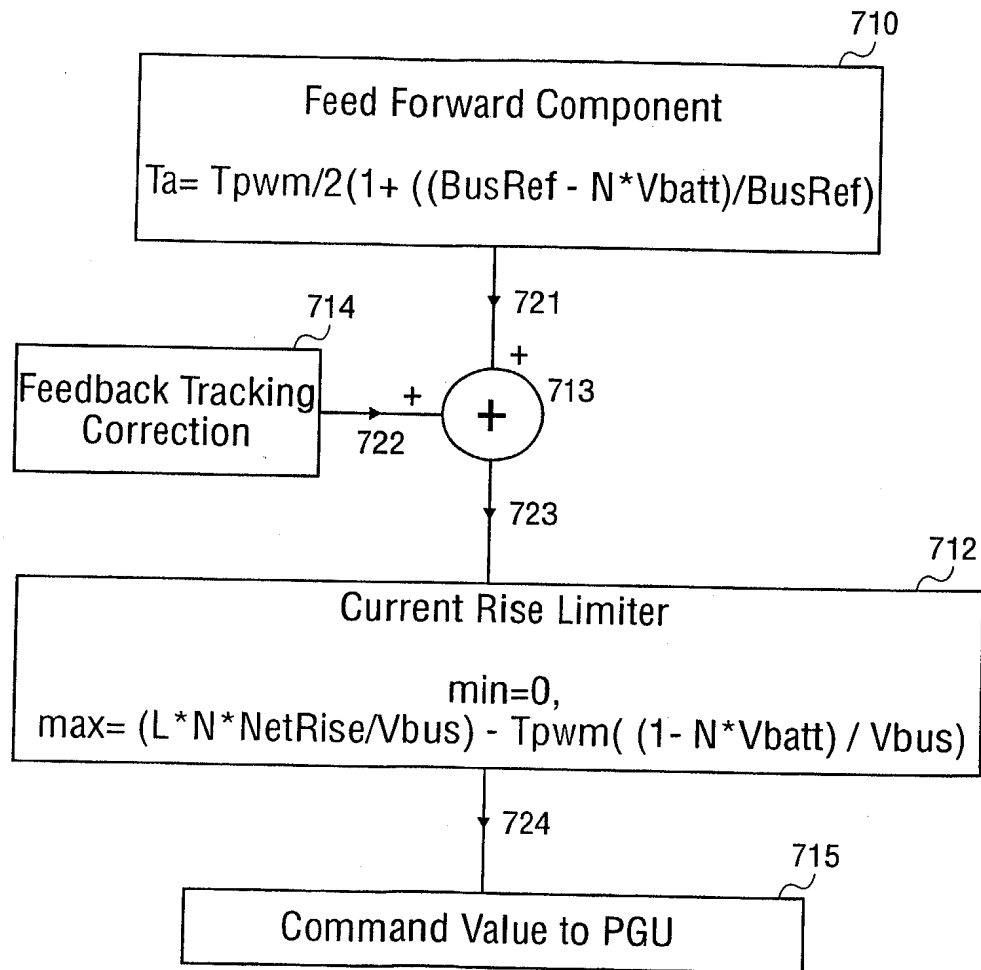 710
Feed Forward Component
Ta= Tpwm/2(1+ ((BusRef - N*Vbatt)/BusRef)
721
714
+
713
Feedback Tracking
Correction
+
+
722
723
712
Current Rise Limiter
min=0,
max= (L*N*NetRise/Vbus) - Tpwm( (1- N*Vbatt) / Vbus)
724
715
Command Value to PGU